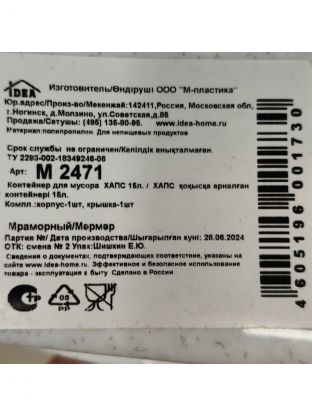 IDEA
Изготовитель/Өндіруші ООО "М-пластика"
Юр.адрес/Произ-во/Мекенжай:142411,Россия, Московская обл,
г.Ногинск, д.Молзино, ул.Советская,д.85
Продажа/Сатушы: (495) 135-80-95. www.idea-home.ru
Материал:полипропилен. Для непищевых продуктов
Срок службы не ограничен/Кепілдік анықталмаған.
ТУ 2293-002-18349246-06
Арт: М 2471
Контейнер для мусора ХАПС 15л. / ХАПС қоқысқа арналған
контейнері 15л.
Компл :корпус-1шт, крышка-1шт
Мраморный/Мермәр
Партия №/ Дата производства/Шығарылған куні: 28.06.2024
ОТК: смена № 2 Упак:Шишкин Е.Ю.
Сведения о документах, подтверждающих соответствие, указаны на
сайте www.idea-home.ru. Эффективное и безопасное использование
товара - эксплуатация в быту Сделано в России
05
PP
4605196001730